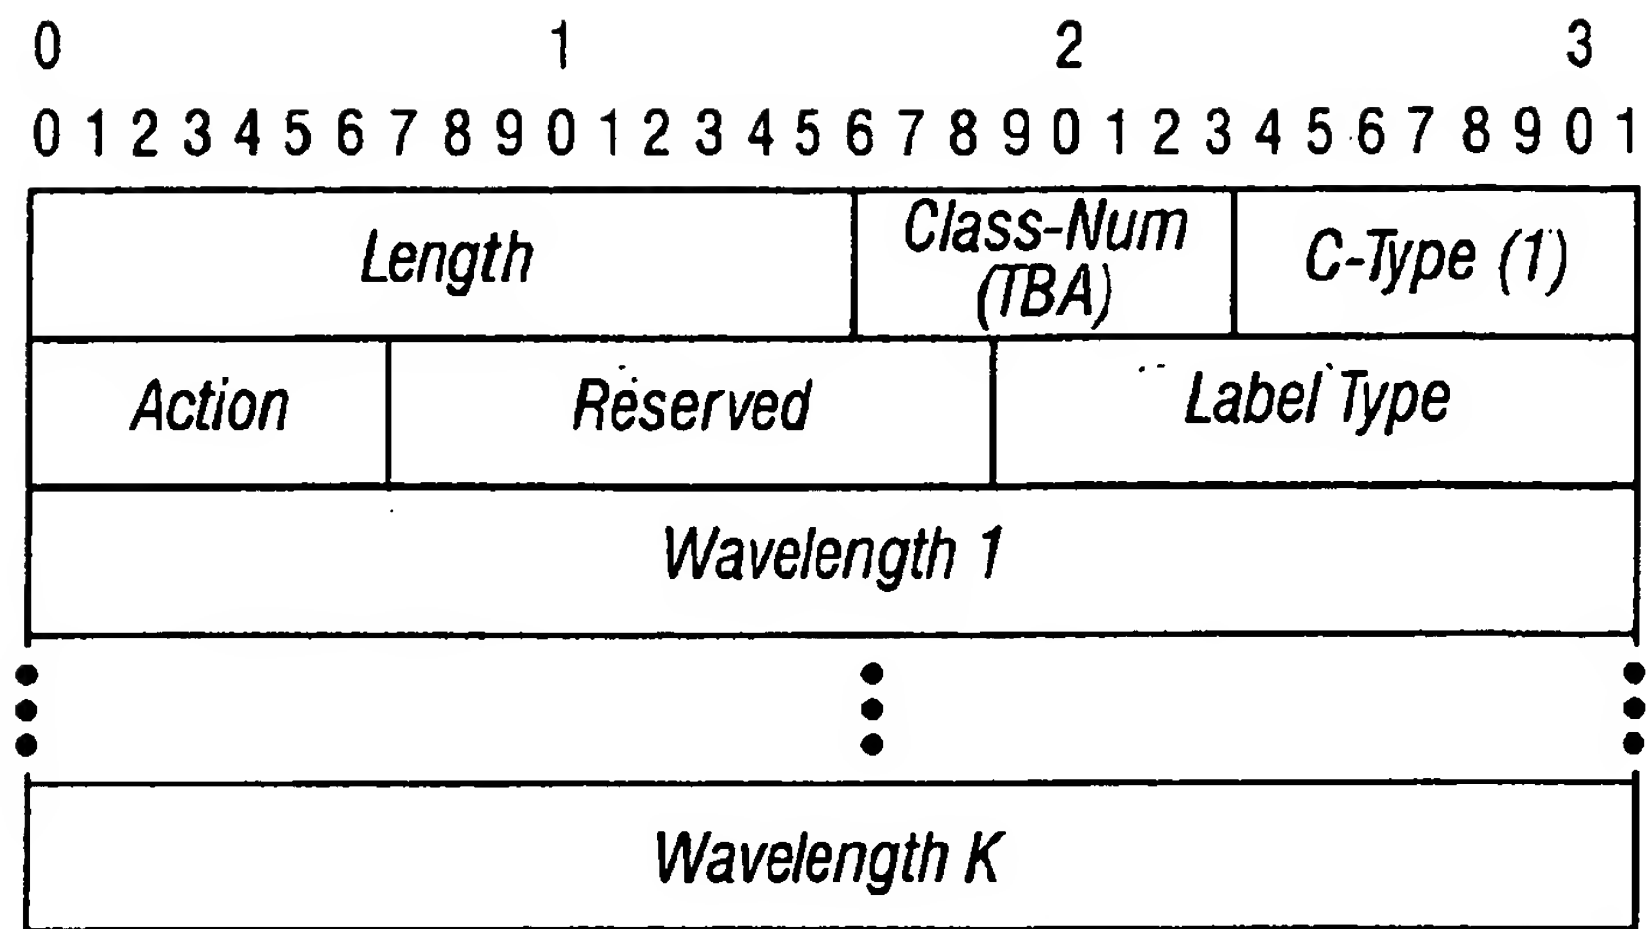 0 1 2 3
0 1 2 3 4 5 6 7 8 9 0 1 2 3 4 5 6 7 8 9 0 1 2 3 4 5 6 7 8 9 0 1
Length
Class-Num
(TBA)
C-Type (1)
Action
Reserved
Label Type
Wavelength 1
Wavelength K